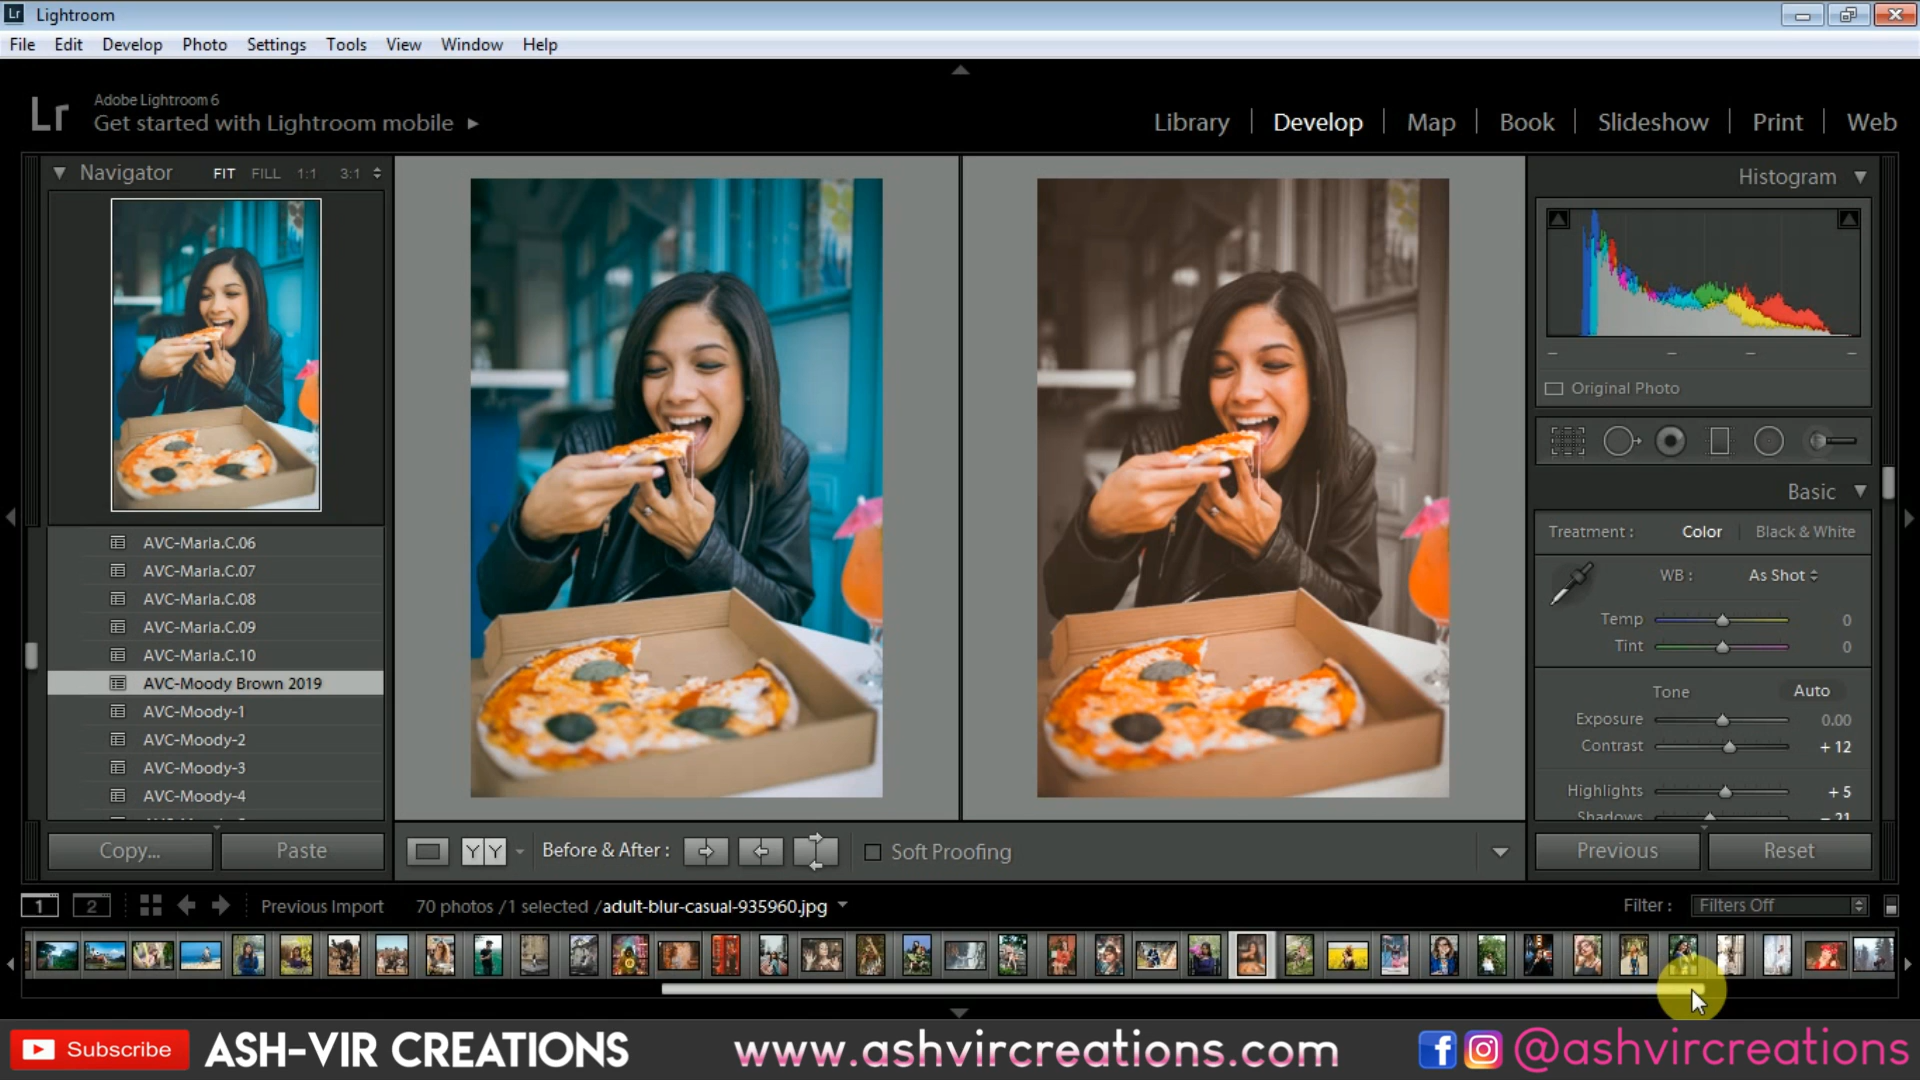 Lr Lightroom
File Edit Develop Photo Settings Tools View Window Help
Lr
Adobe Lightroom 6
Get started with Lightroom mobile
Library | Develop | Map | Book | Slideshow | Print | Web
Navigator FIT FILL 1:1 3:1
AVC-Marla.C.06
AVC-Marla.C.07
AVC-Marla.C.08
AVC-Marla.C.09
AVC-Marla.C.10
AVC-Moody Brown 2019
AVC-Moody-1
AVC-Moody-2
AVC-Moody-3
AVC-Moody-4
Copy... Paste
YY Before & After : Soft Proofing
Histogram
Original Photo
Basic
Treatment : Color | Black & White
WB : As Shot
Temp 0
Tint 0
Tone Auto
Exposure 0.00
Contrast + 12
Highlights + 5
Shadows – 21
Previous Reset
1 2 Previous Import 70 photos /1 selected /adult-blur-casual-935960.jpg Filter : Filters Off
Subscribe ASH-VIR CREATIONS www.ashvircreations.com @ashvircreations